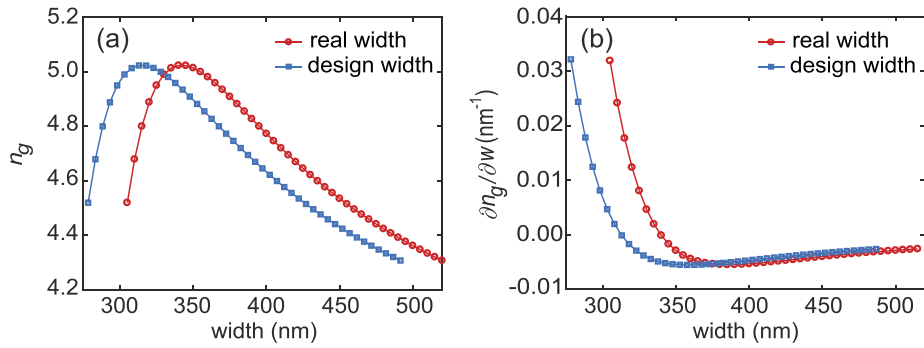 (a)
real width
design width
5.2
5.0
4.8
4.6
4.4
4.2
n_g
300 350 400 450 500
width (nm)
(b)
real width
design width
0.04
0.03
0.02
0.01
0.00
-0.01
∂n_g/∂w (nm⁻¹)
300 350 400 450 500
width (nm)